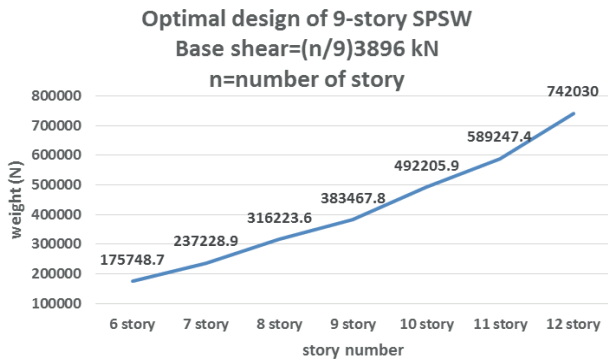 Optimal design of 9-story SPSW
Base shear=(n/9)3896 kN
n=number of story
800000
700000
600000
500000
400000
300000
200000
100000
weight (N)
175748.7
237228.9
316223.6
383467.8
492205.9
589247.4
742030
6 story
7 story
8 story
9 story
10 story
11 story
12 story
story number